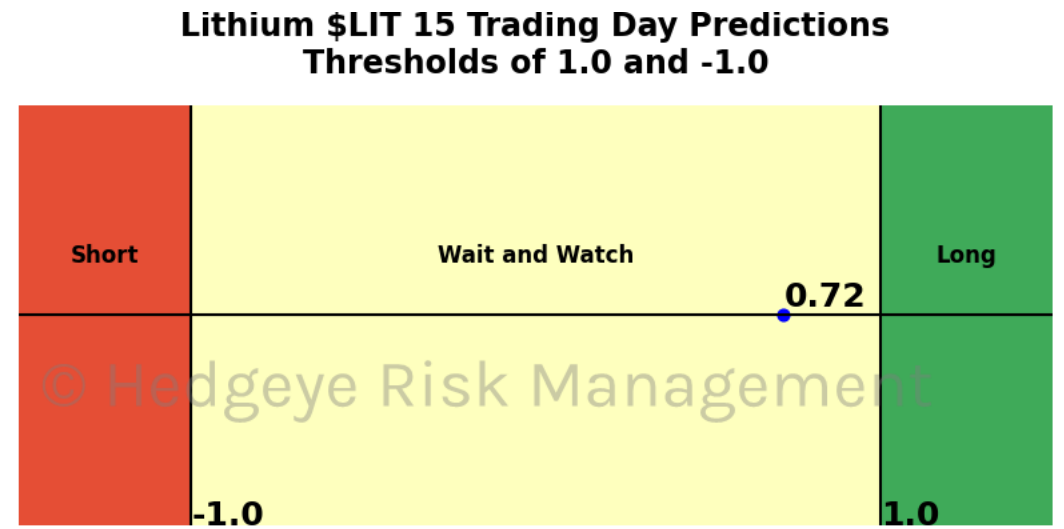 Lithium $LIT 15 Trading Day Predictions
Thresholds of 1.0 and -1.0
Short
Wait and Watch
Long
0.72
© Hedgeye Risk Management
-1.0
1.0